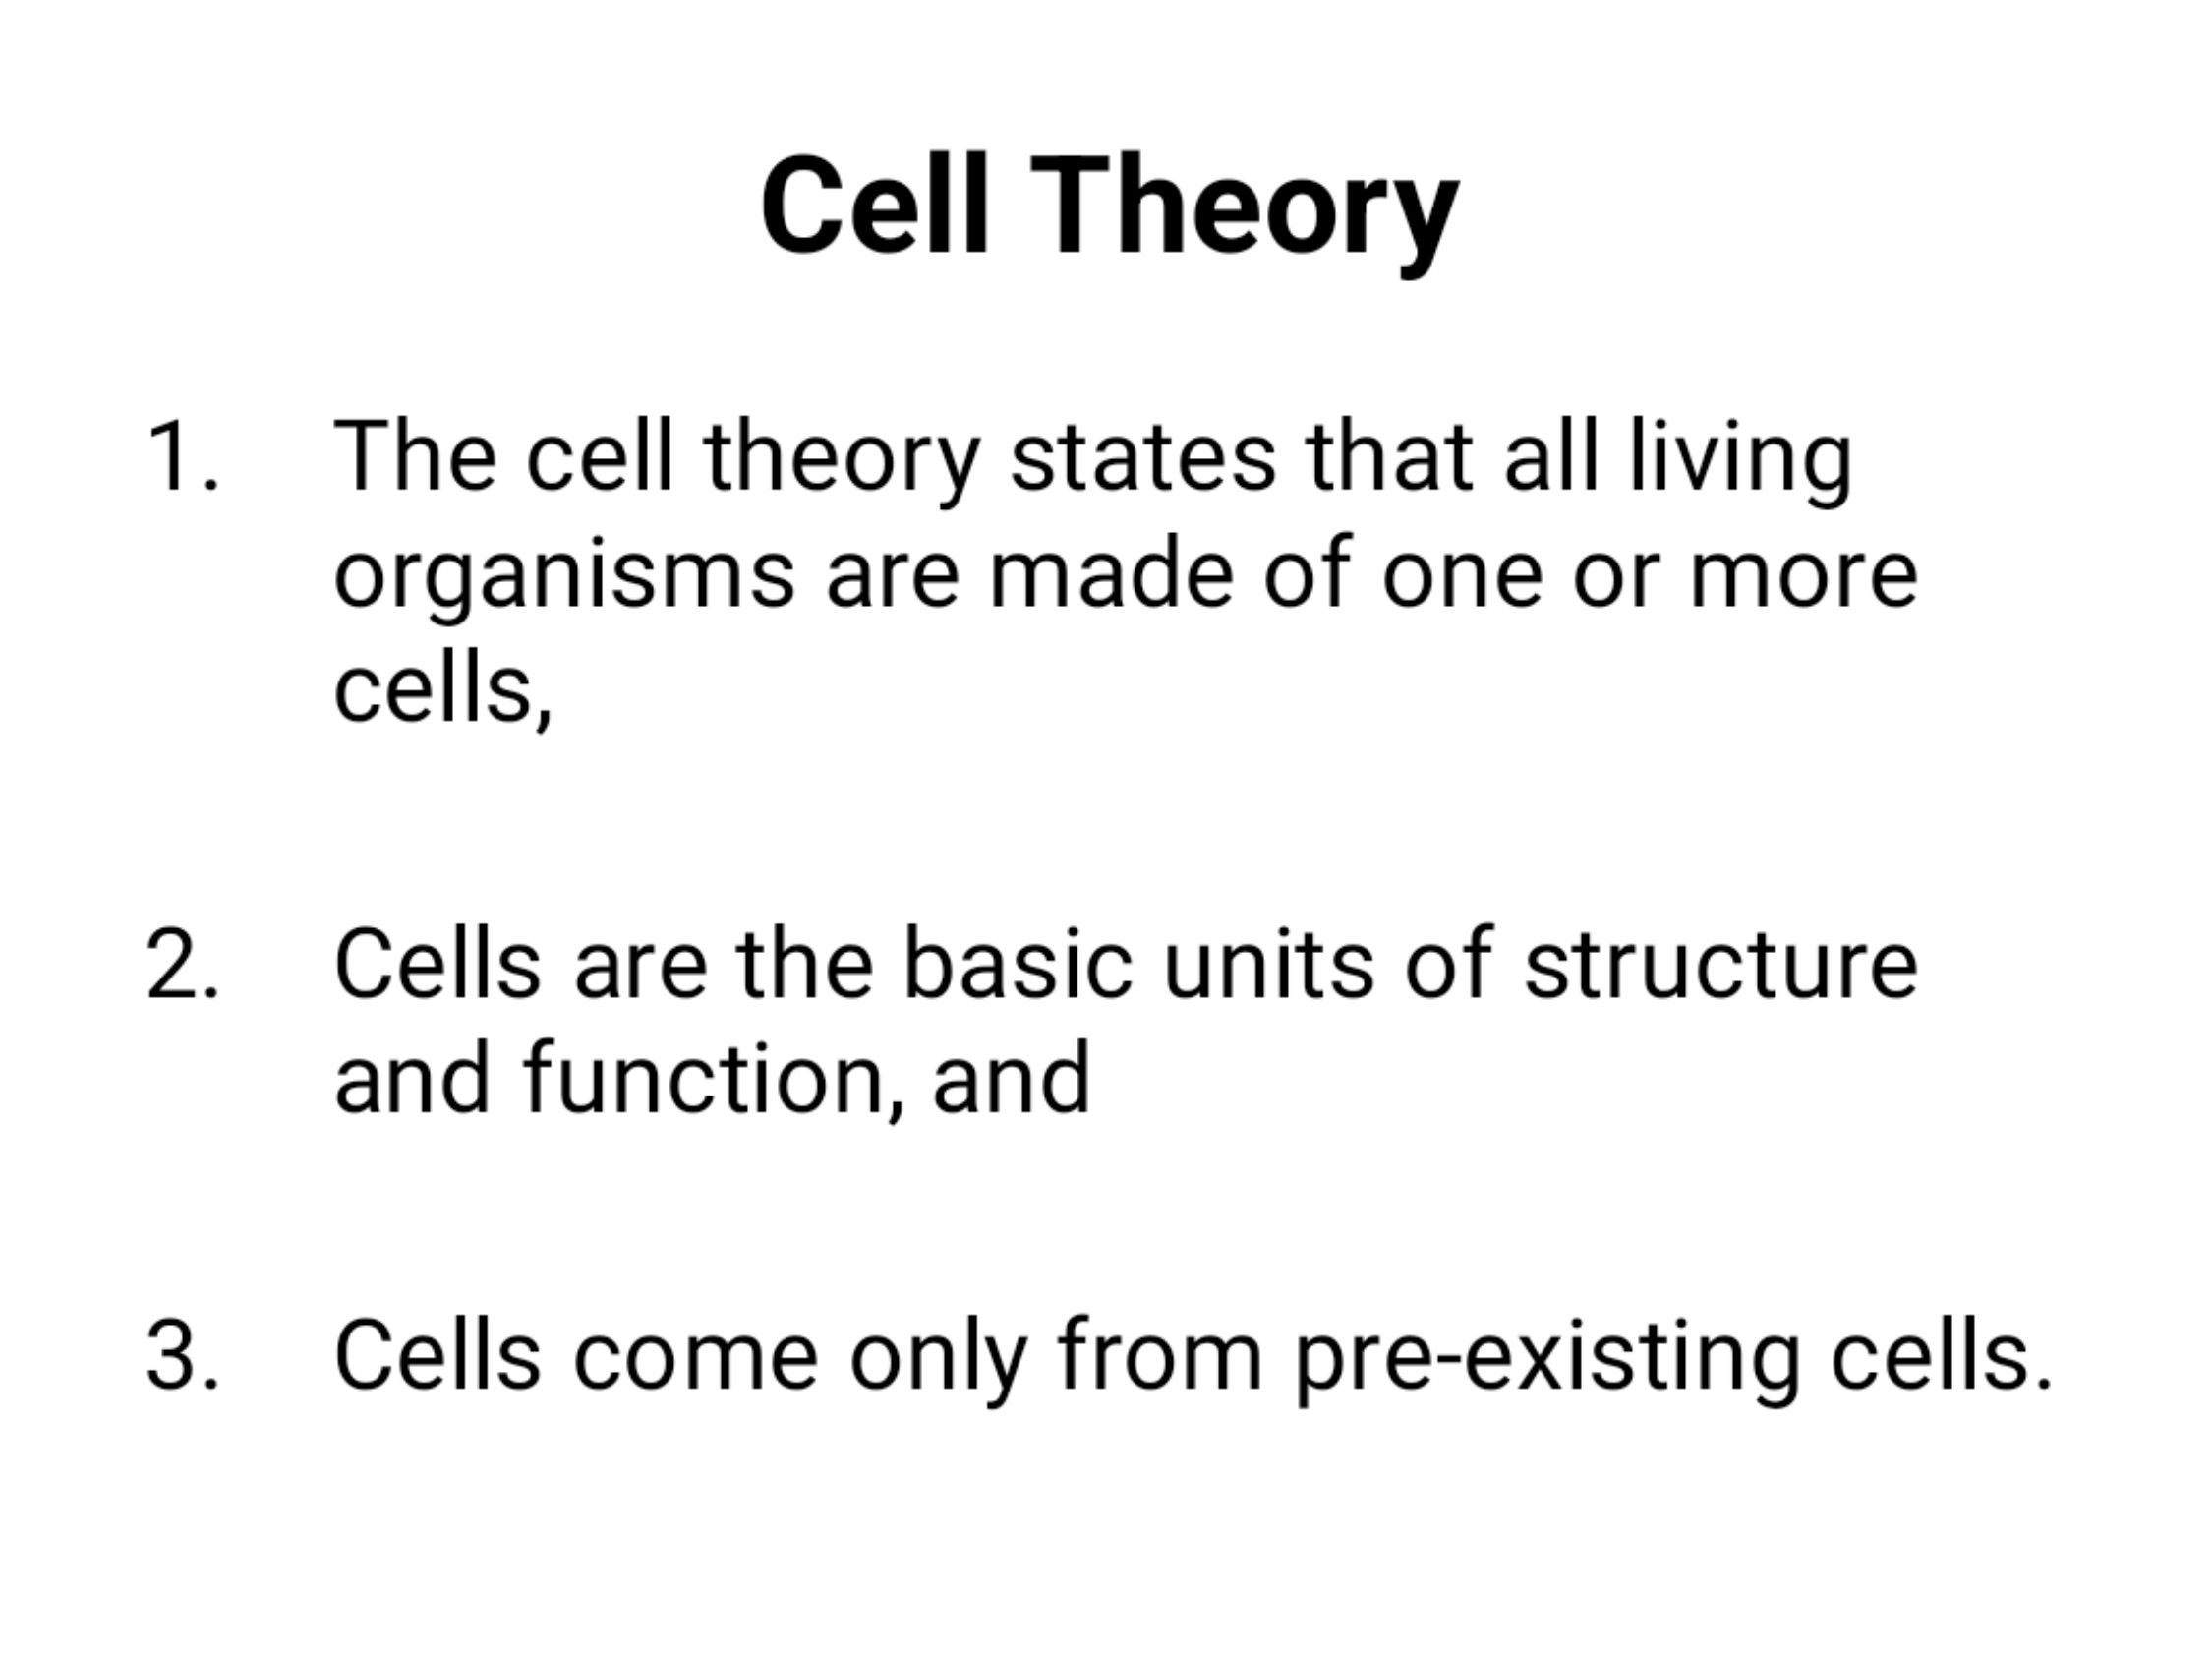 Cell Theory
1. The cell theory states that all living
organisms are made of one or more
cells,
2. Cells are the basic units of structure
and function, and
3. Cells come only from pre-existing cells.